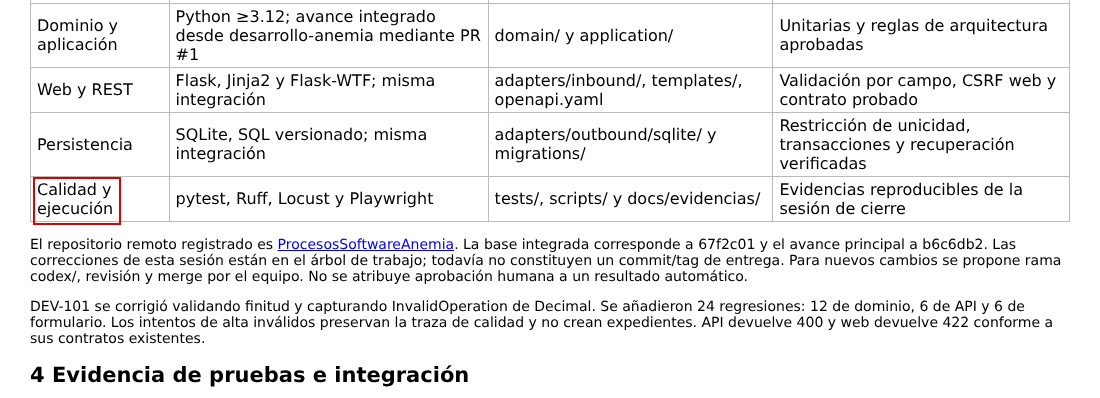 Dominio y aplicación
Python ≥3.12; avance integrado desde desarrollo-anemia mediante PR #1
domain/ y application/
Unitarias y reglas de arquitectura aprobadas
Web y REST
Flask, Jinja2 y Flask-WTF; misma integración
adapters/inbound/, templates/, openapi.yaml
Validación por campo, CSRF web y contrato probado
Persistencia
SQLite, SQL versionado; misma integración
adapters/outbound/sqlite/ y migrations/
Restricción de unicidad, transacciones y recuperación verificadas
Calidad y ejecución
pytest, Ruff, Locust y Playwright
tests/, scripts/ y docs/evidencias/
Evidencias reproducibles de la sesión de cierre
El repositorio remoto registrado es ProcesosSoftwareAnemia. La base integrada corresponde a 67f2c01 y el avance principal a b6c6db2. Las
correcciones de esta sesión están en el árbol de trabajo; todavía no constituyen un commit/tag de entrega. Para nuevos cambios se propone rama
codex/, revisión y merge por el equipo. No se atribuye aprobación humana a un resultado automático.
DEV-101 se corrigió validando finitud y capturando InvalidOperation de Decimal. Se añadieron 24 regresiones: 12 de dominio, 6 de API y 6 de
formulario. Los intentos de alta inválidos preservan la traza de calidad y no crean expedientes. API devuelve 400 y web devuelve 422 conforme a
sus contratos existentes.
4 Evidencia de pruebas e integración